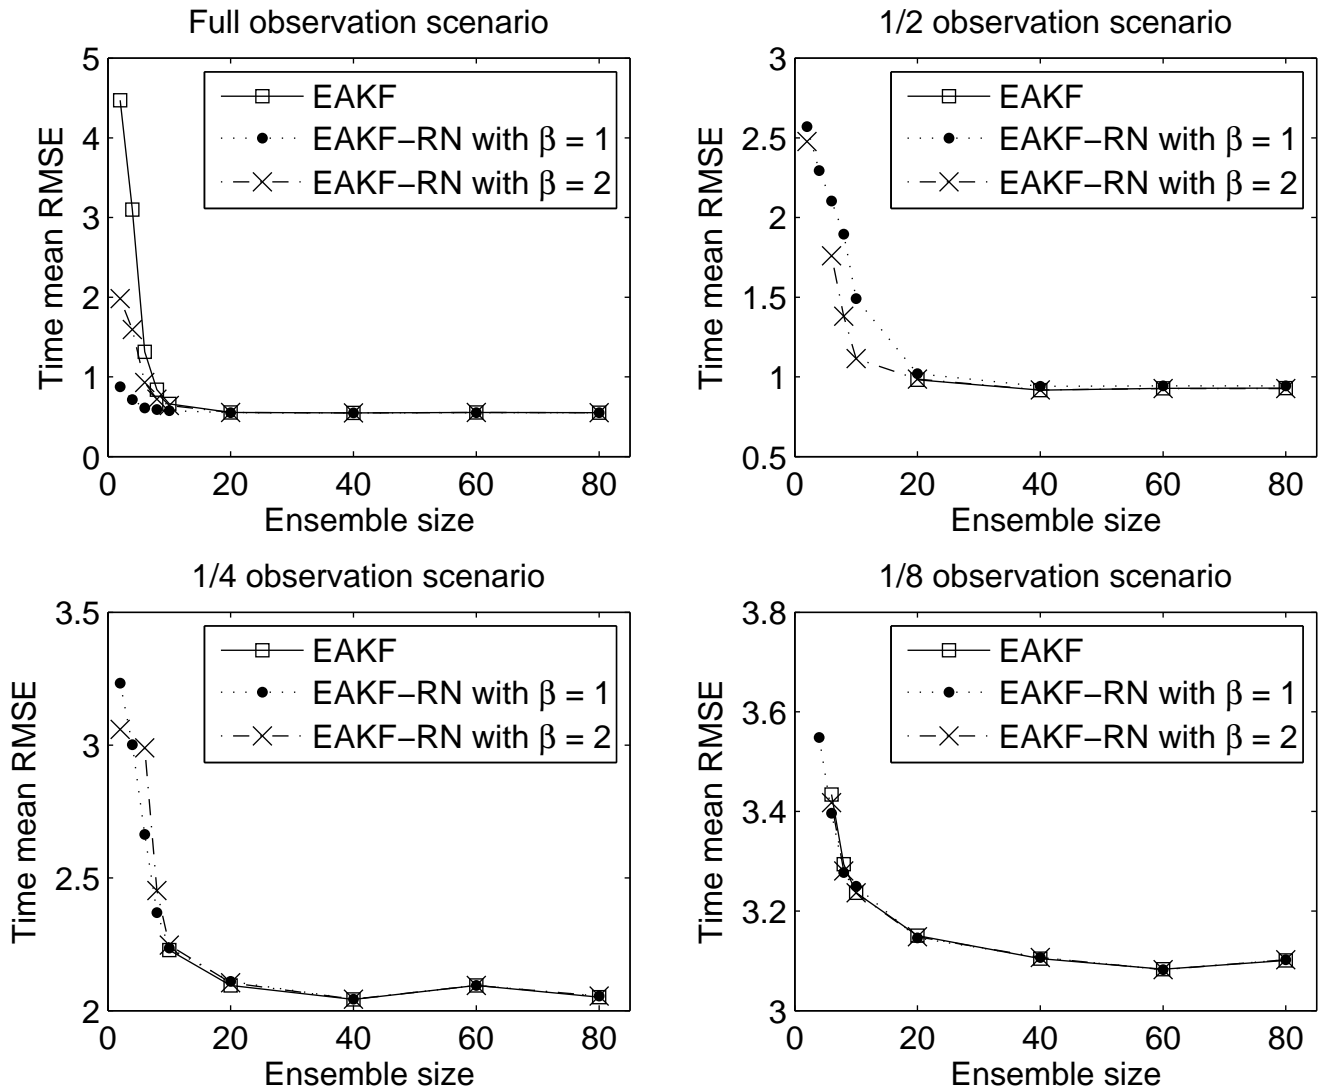 Full observation scenario
5
4
3
2
1
0
0
20
40
60
80
Time mean RMSE
Ensemble size
EAKF
EAKF−RN with β = 1
EAKF−RN with β = 2
1/2 observation scenario
3
2.5
2
1.5
1
0.5
0
20
40
60
80
Time mean RMSE
Ensemble size
EAKF
EAKF−RN with β = 1
EAKF−RN with β = 2
1/4 observation scenario
3.5
3
2.5
2
0
20
40
60
80
Time mean RMSE
Ensemble size
EAKF
EAKF−RN with β = 1
EAKF−RN with β = 2
1/8 observation scenario
3.8
3.6
3.4
3.2
3
0
20
40
60
80
Time mean RMSE
Ensemble size
EAKF
EAKF−RN with β = 1
EAKF−RN with β = 2